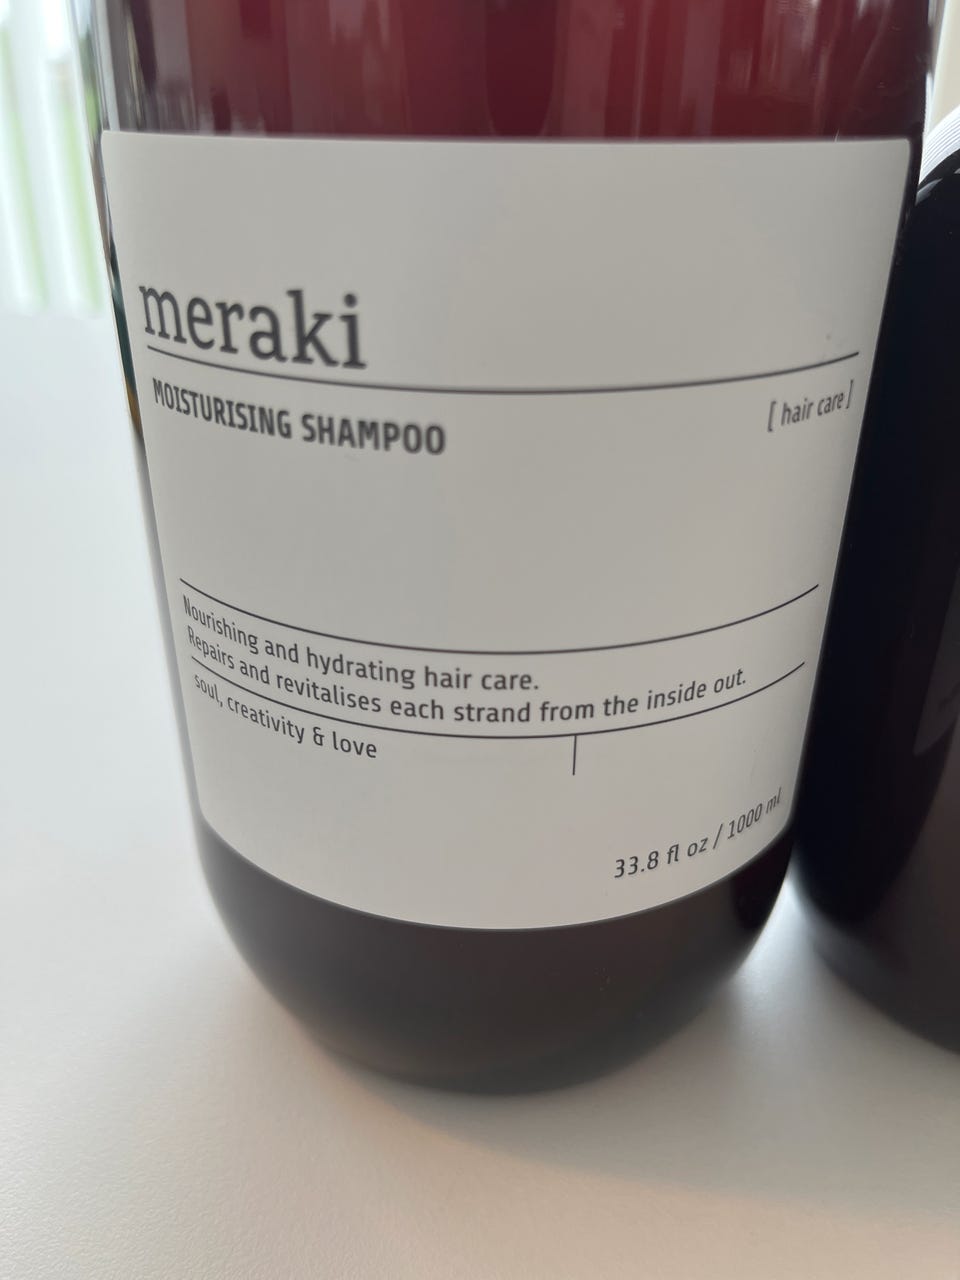 meraki
MOISTURISING SHAMPOO
[ hair care ]
Nourishing and hydrating hair care.
Repairs and revitalises each strand from the inside out.
soul, creativity & love
33.8 fl oz / 1000 ml